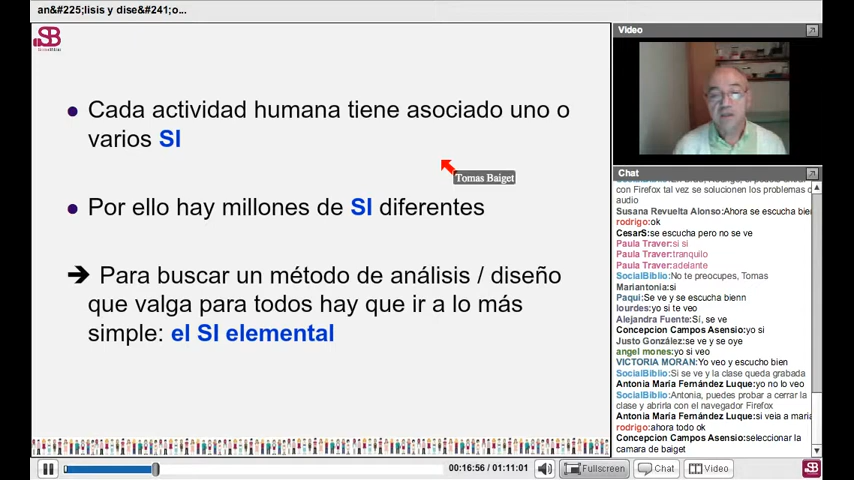 an&#225;lisis y dise&#241;o...
SB
Cada actividad humana tiene asociado uno o
varios SI
Tomas Baiget
Por ello hay millones de SI diferentes
Para buscar un método de análisis / diseño
que valga para todos hay que ir a lo más
simple: el SI elemental
Video
Chat
con Firefox tal vez se solucionen los problemas d
audio
Susana Revuelta Alonso:Ahora se escucha bien
rodrigo:ok
CesarS:se escucha pero no se ve
Paula Traver:si si
Paula Traver:tranquilo
Paula Traver:adelante
SocialBiblio:No te preocupes, Tomas
Mariantonia:si
Paqui:Se ve y se escucha bienn
lourdes:yo si te veo
Alejandra Fuente:Sí, se ve
Concepcion Campos Asensio:yo si
Justo González:se ve y se oye
angel mones:yo si veo
VICTORIA MORAN:Yo veo y escucho bien
SocialBiblio:Si se ve y la clase queda grabada
Antonia María Fernández Luque:yo no lo veo
SocialBiblio:Antonia, puedes probar a cerrar la
clase y abrirla con el navegador Firefox
Antonia María Fernández Luque:si veia a maria
rodrigo:ahora todo ok
Concepcion Campos Asensio:seleccionar la
camara de baiget
00:16:56 / 01:11:01
Fullscreen
Chat
Video
SB